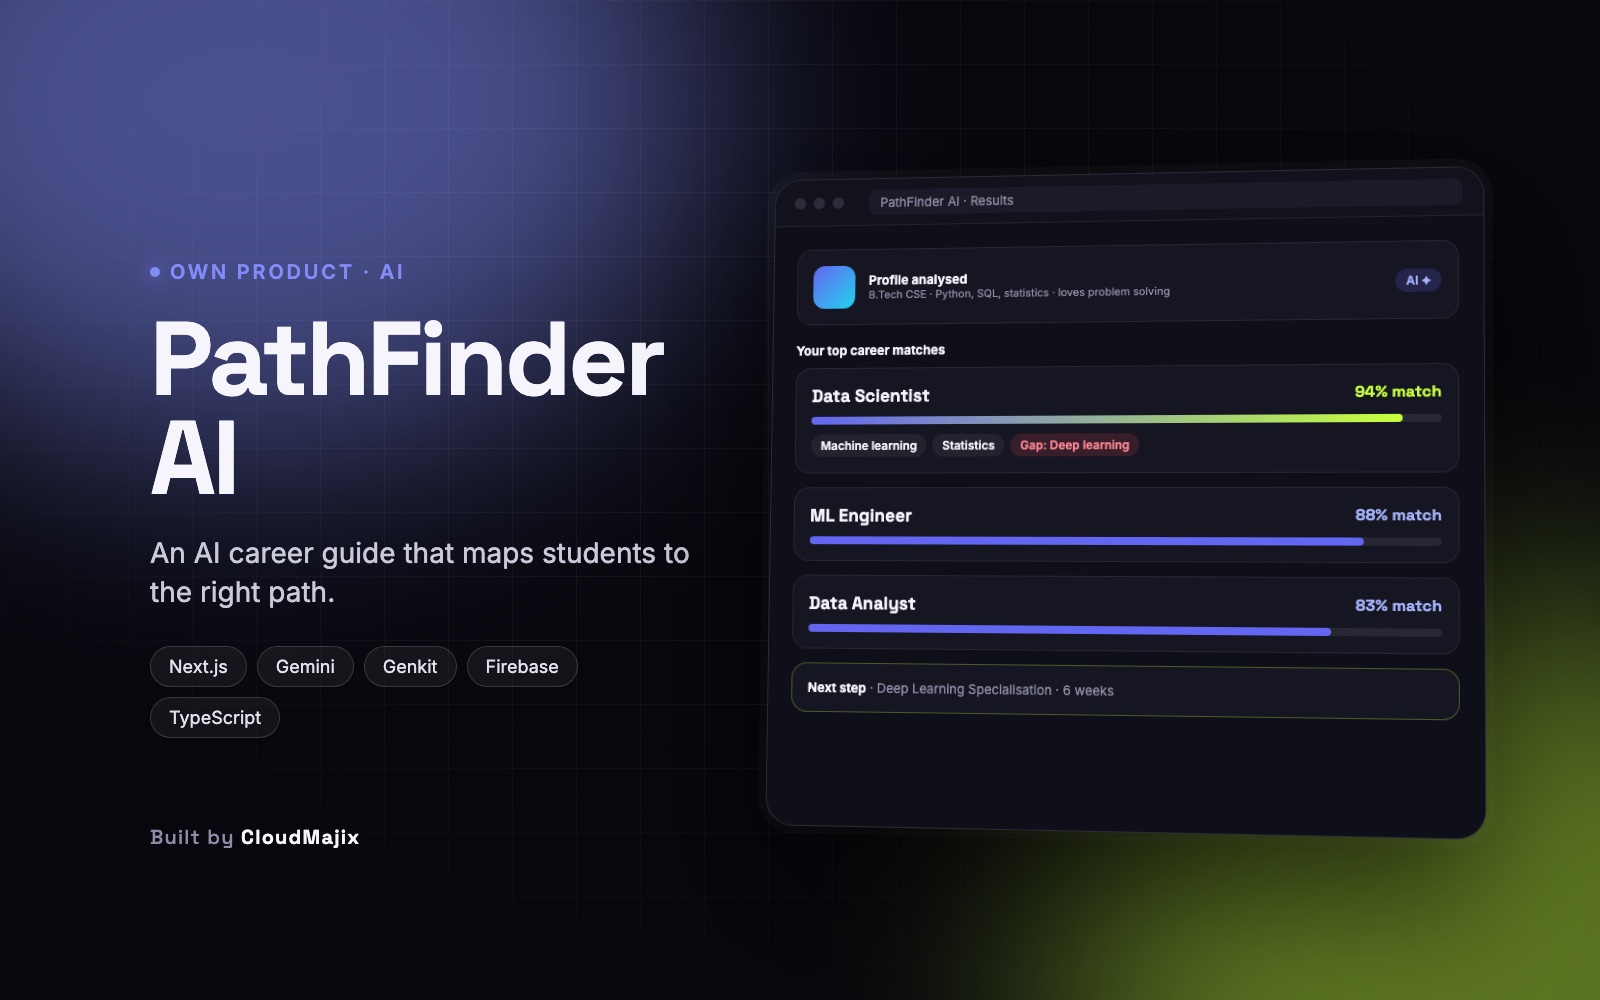 OWN PRODUCT · AI
PathFinder
AI
An AI career guide that maps students to
the right path.
Next.js
Gemini
Genkit
Firebase
TypeScript
Built by CloudMajix
PathFinder AI · Results
Profile analysed
B.Tech CSE · Python, SQL, statistics · loves problem solving
AI ✦
Your top career matches
Data Scientist
94% match
Machine learning
Statistics
Gap: Deep learning
ML Engineer
88% match
Data Analyst
83% match
Next step · Deep Learning Specialisation · 6 weeks